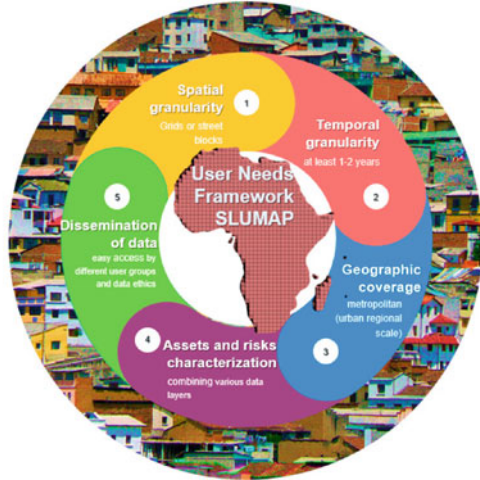 User Needs
Framework
SLUMAP
1
Spatial
granularity
Grids or street
blocks
2
Temporal
granularity
at least 1-2 years
3
Geographic
coverage
metropolitan
(urban regional
scale)
4
Assets and risks
characterization
combining various data
layers
5
Dissemination
of data
easy access by
different user groups
and data ethics